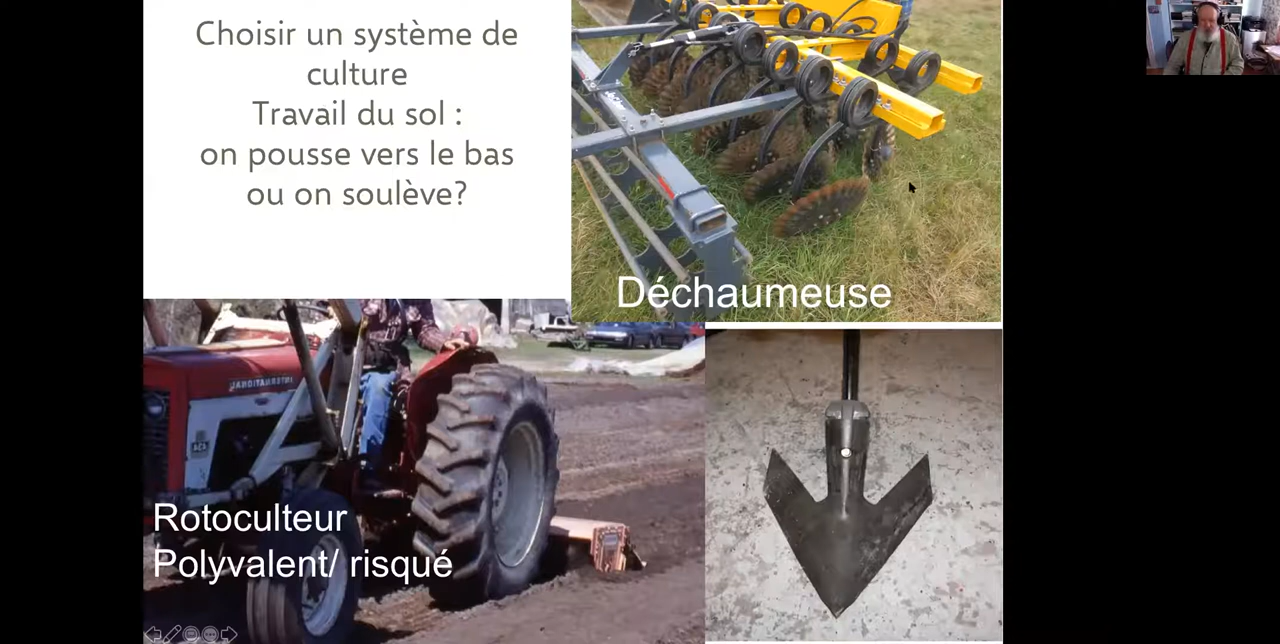 Choisir un système de
culture
Travail du sol :
on pousse vers le bas
ou on soulève?
Déchaumeuse
INTERNATIONAL
Rotoculteur
Polyvalent/ risqué